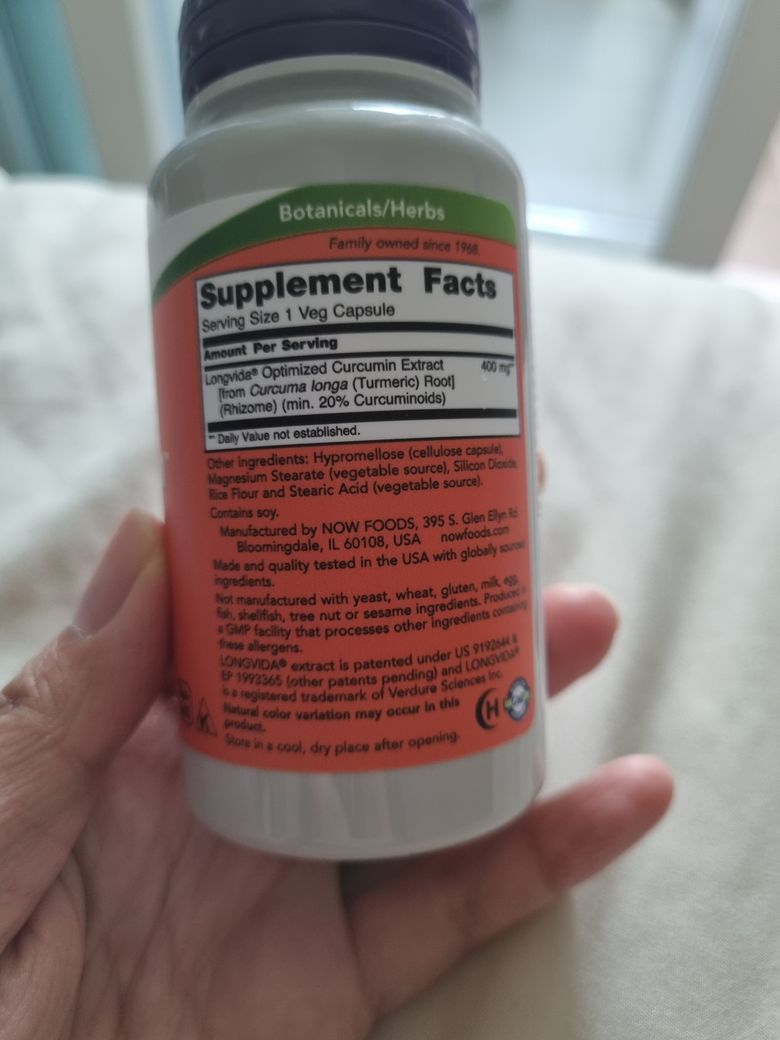 Botanicals/Herbs
Family owned since 1968.
Supplement Facts
Serving Size 1 Veg Capsule
Amount Per Serving
Longvida® Optimized Curcumin Extract 400 mg**
[from Curcuma longa (Turmeric) Root]
(Rhizome) (min. 20% Curcuminoids)
** Daily Value not established.
Other ingredients: Hypromellose (cellulose capsule),
Magnesium Stearate (vegetable source), Silicon Dioxide,
Rice Flour and Stearic Acid (vegetable source).
Contains soy.
Manufactured by NOW FOODS, 395 S. Glen Ellyn Rd.
Bloomingdale, IL 60108, USA nowfoods.com
Made and quality tested in the USA with globally sourced
ingredients.
Not manufactured with yeast, wheat, gluten, milk, egg,
fish, shellfish, tree nut or sesame ingredients. Produced in
a GMP facility that processes other ingredients containing
these allergens.
LONGVIDA® extract is patented under US 9192644 &
EP 1993365 (other patents pending) and LONGVIDA®
is a registered trademark of Verdure Sciences Inc.
Natural color variation may occur in this
product.
Store in a cool, dry place after opening.
H
K